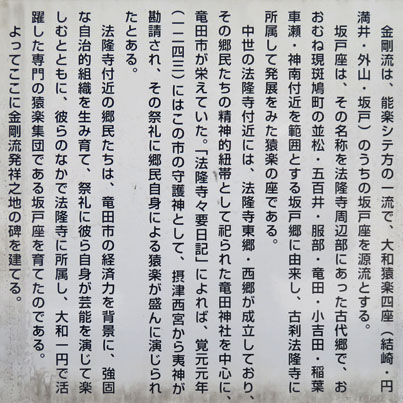 金剛流は、能楽シテ方の一流で、大和猿楽四座（結崎・円
満井・外山・坂戸）のうちの坂戸座を源流とする。
坂戸座は、その名称を法隆寺周辺部にあった古代郷で、お
おむね現斑鳩町の並松・五百井・服部・竜田・小吉田・稲葉
車瀬・神南付近を範囲とする坂戸郷に由来し、古刹法隆寺に
所属して発展をみた猿楽の座である。
中世の法隆寺付近には、法隆寺東郷・西郷が成立しており、
その郷民たちの精神的紐帯として祀られた竜田神社を中心に、
竜田市が栄えていた。「法隆寺々要日記」によれば、寛元元年
（一二四三）にはこの市の守護神として、摂津西宮から夷神が
勘請され、その祭礼に郷民自身による猿楽が盛んに演じられ
たとある。
法隆寺付近の郷民たちは、竜田市の経済力を背景に、強固
な自治的組織を生み育て、祭礼に彼ら自身が芸能を演じて楽
しむとともに、彼らのなかで法隆寺に所属し、大和一円で活
躍した専門の猿楽集団である坂戸座を育てたのである。
よってここに金剛流発祥之地の碑を建てる。